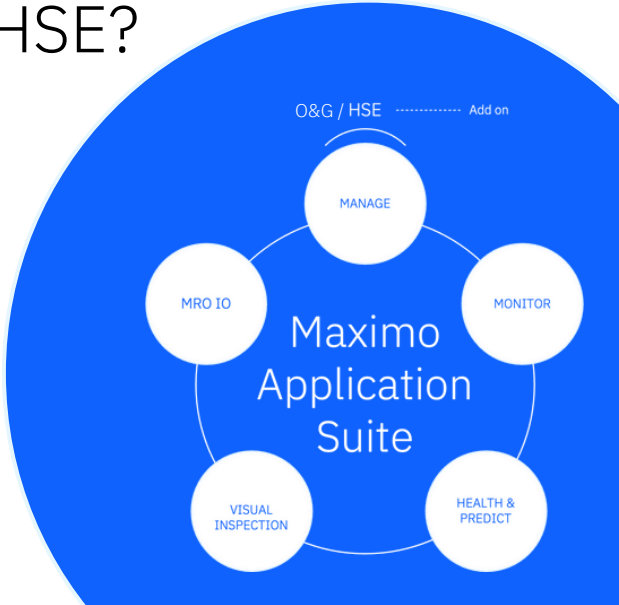 HSE?
O&G / HSE -------------- Add on
MANAGE
MRO IO
MONITOR
Maximo
Application
Suite
VISUAL
INSPECTION
HEALTH &
PREDICT